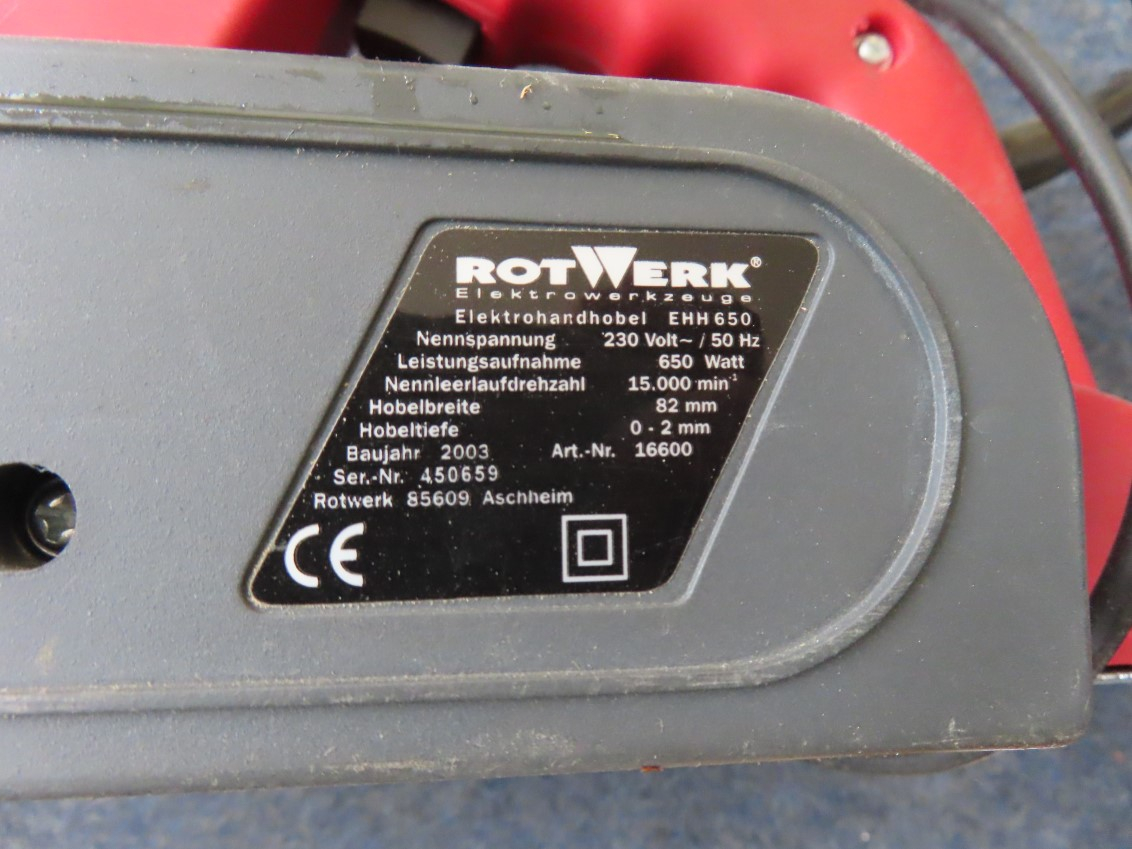 ROTWERK®
Elektrowerkzeuge
Elektrohandhobel EHH 650
Nennspannung 230 Volt~ / 50 Hz
Leistungsaufnahme 650 Watt
Nennleerlaufdrehzahl 15.000 min⁻¹
Hobelbreite 82 mm
Hobeltiefe 0 - 2 mm
Baujahr 2003 Art.-Nr. 16600
Ser.-Nr. 450659
Rotwerk 85609 Aschheim
CE